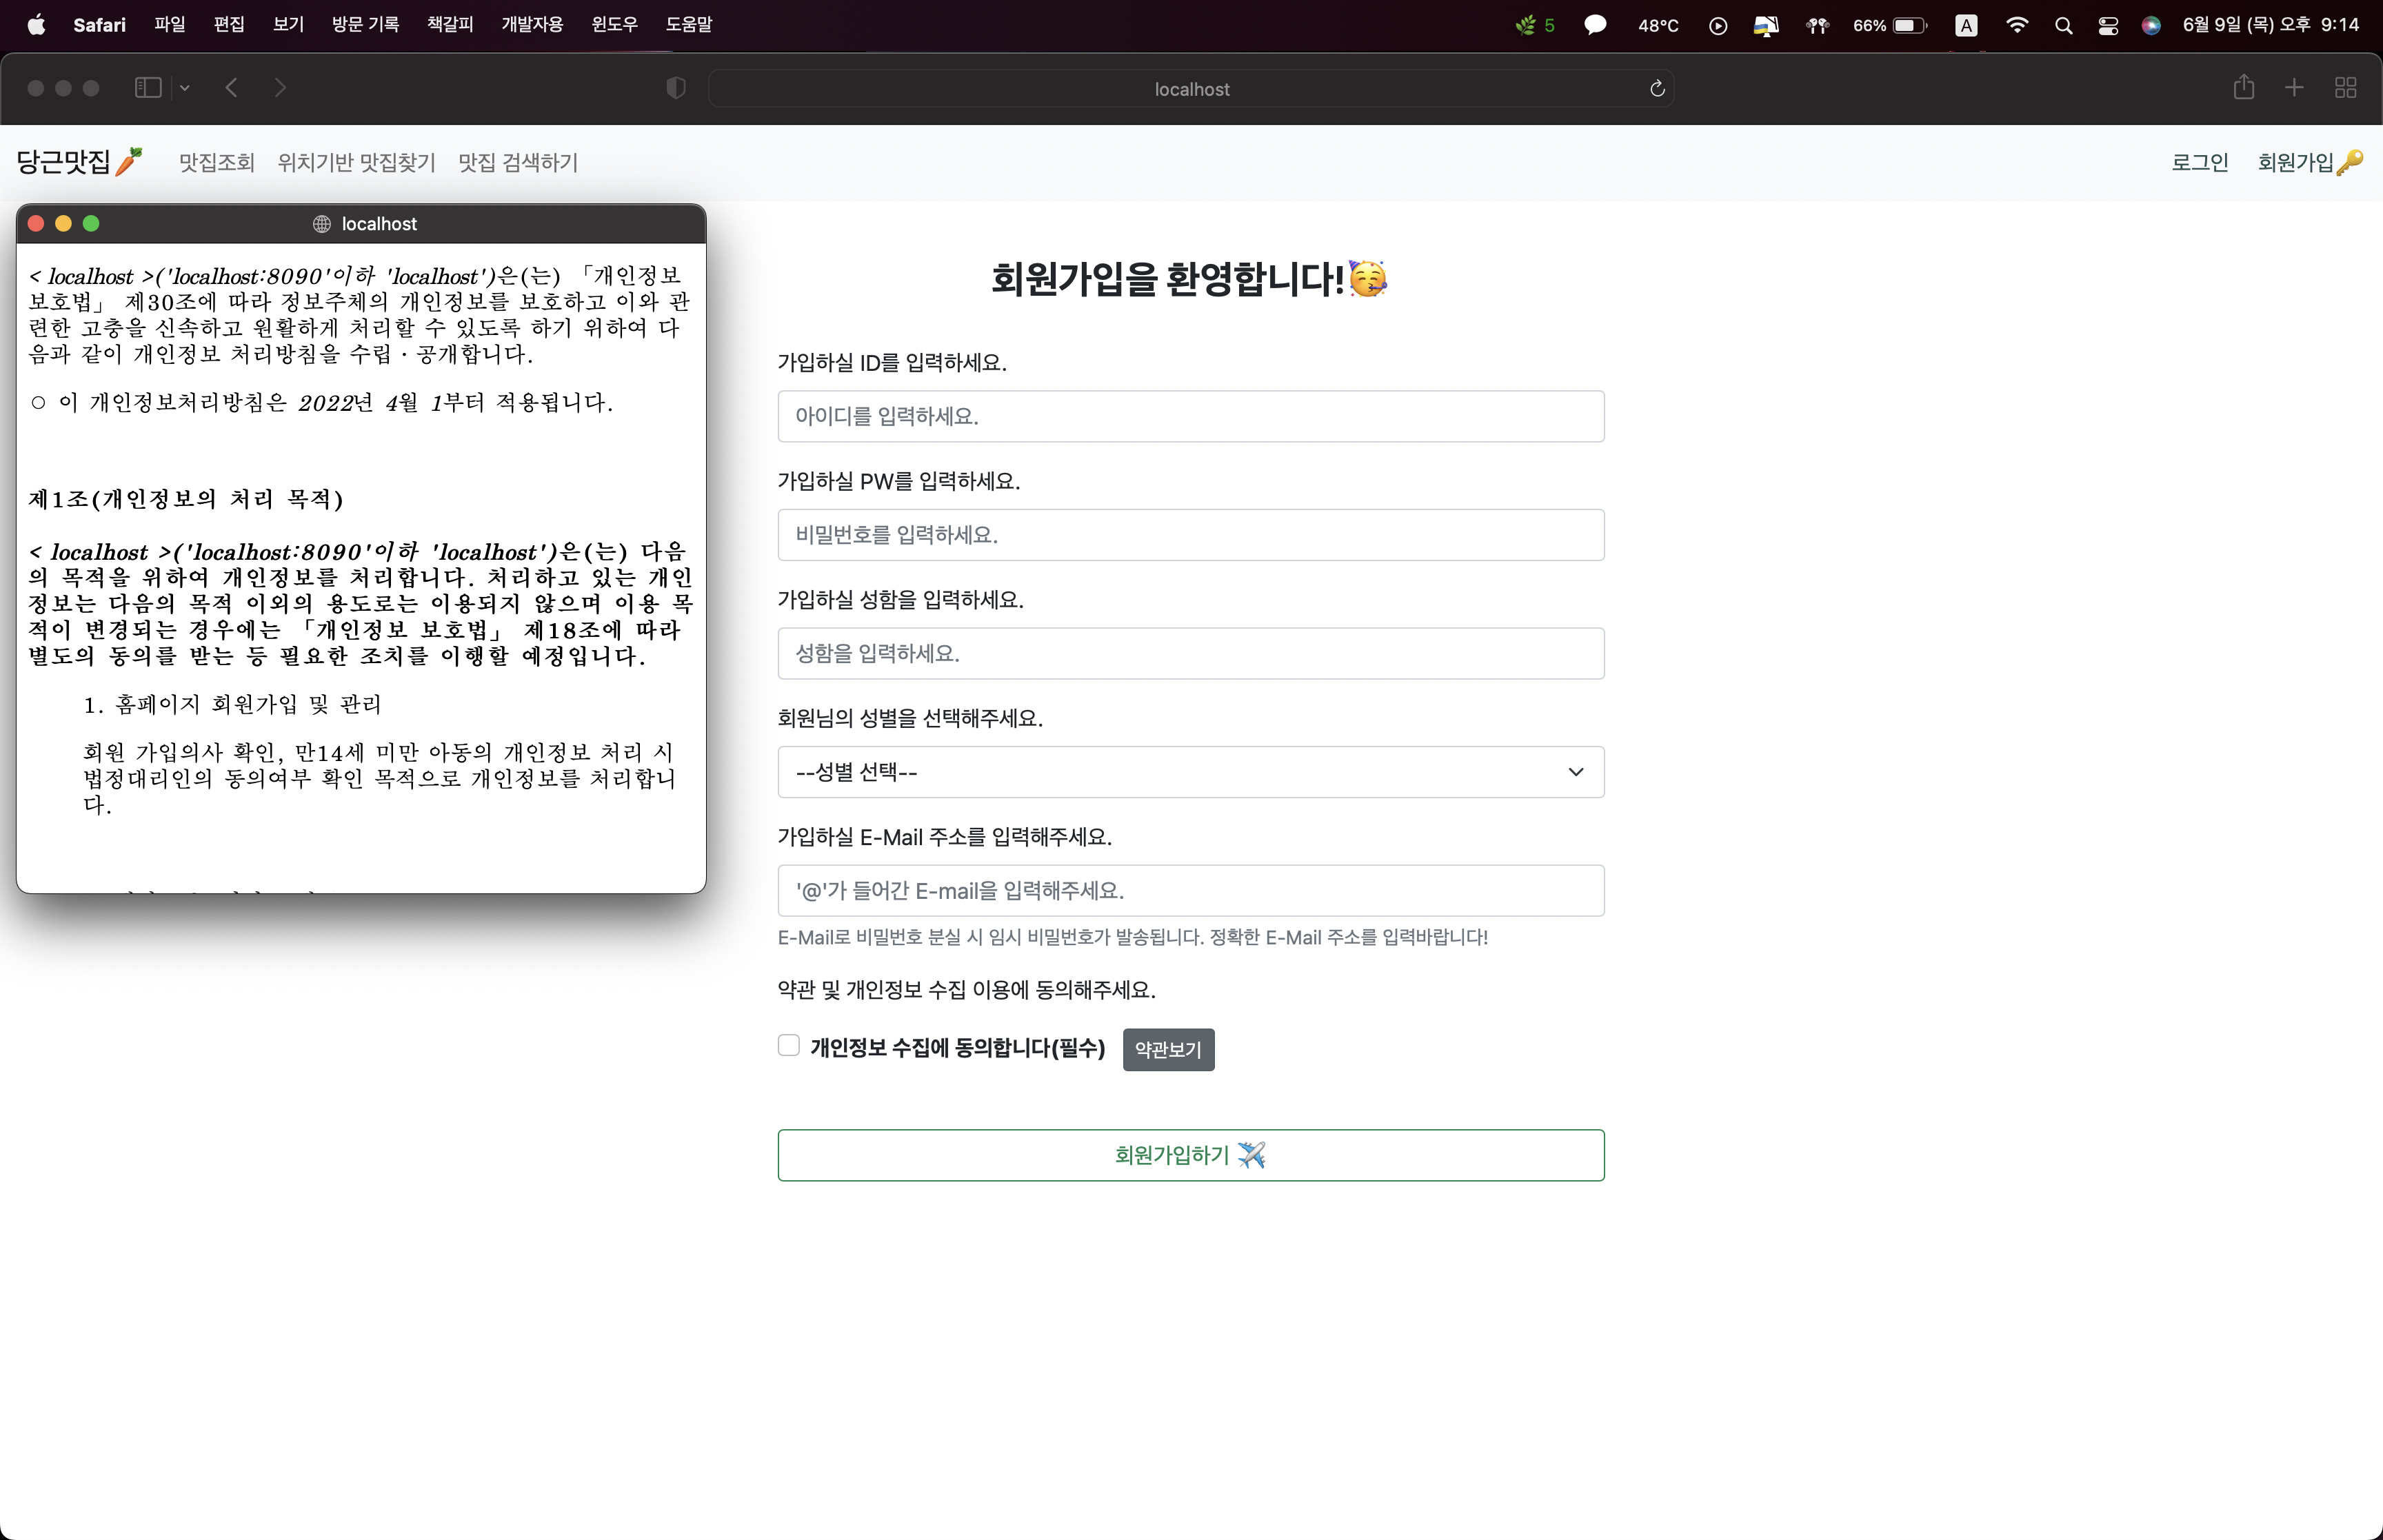 Safari 파일 편집 보기 방문 기록 책갈피 개발자용 윈도우 도움말 5 48°C 66% A 6월 9일 (목) 오후 9:14
localhost
당근맛집🥕 맛집조회 위치기반 맛집찾기 맛집 검색하기 로그인 회원가입🔑
localhost
< localhost >('localhost:8090'이하 'localhost')은(는) 「개인정보
보호법」 제30조에 따라 정보주체의 개인정보를 보호하고 이와 관
련한 고충을 신속하고 원활하게 처리할 수 있도록 하기 위하여 다
음과 같이 개인정보 처리방침을 수립·공개합니다.
○ 이 개인정보처리방침은 2022년 4월 1부터 적용됩니다.
제1조(개인정보의 처리 목적)
< localhost >('localhost:8090'이하 'localhost')은(는) 다음
의 목적을 위하여 개인정보를 처리합니다. 처리하고 있는 개인
정보는 다음의 목적 이외의 용도로는 이용되지 않으며 이용 목
적이 변경되는 경우에는 「개인정보 보호법」 제18조에 따라
별도의 동의를 받는 등 필요한 조치를 이행할 예정입니다.
1. 홈페이지 회원가입 및 관리
회원 가입의사 확인, 만14세 미만 아동의 개인정보 처리 시
법정대리인의 동의여부 확인 목적으로 개인정보를 처리합니
다.
회원가입을 환영합니다!🥳
가입하실 ID를 입력하세요.
아이디를 입력하세요.
가입하실 PW를 입력하세요.
비밀번호를 입력하세요.
가입하실 성함을 입력하세요.
성함을 입력하세요.
회원님의 성별을 선택해주세요.
--성별 선택--
가입하실 E-Mail 주소를 입력해주세요.
'@'가 들어간 E-mail을 입력해주세요.
E-Mail로 비밀번호 분실 시 임시 비밀번호가 발송됩니다. 정확한 E-Mail 주소를 입력바랍니다!
약관 및 개인정보 수집 이용에 동의해주세요.
개인정보 수집에 동의합니다(필수) 약관보기
회원가입하기 ✈️